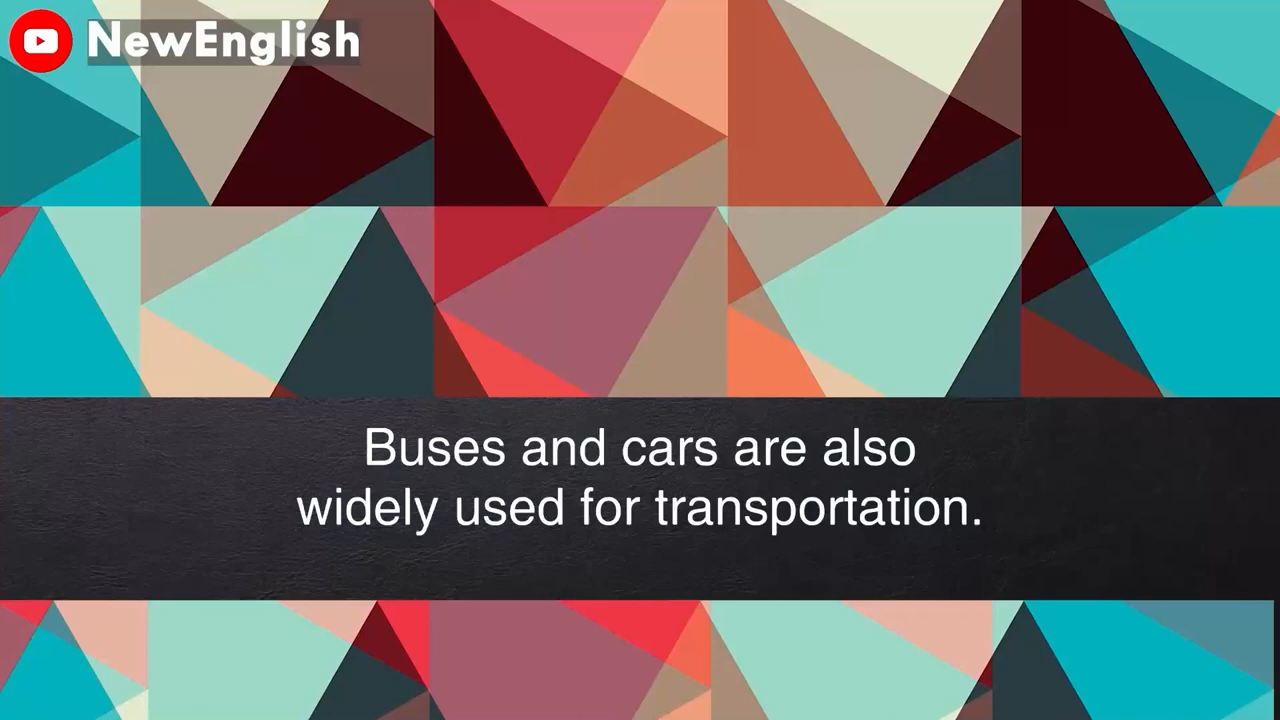 NewEnglish
Buses and cars are also
widely used for transportation.